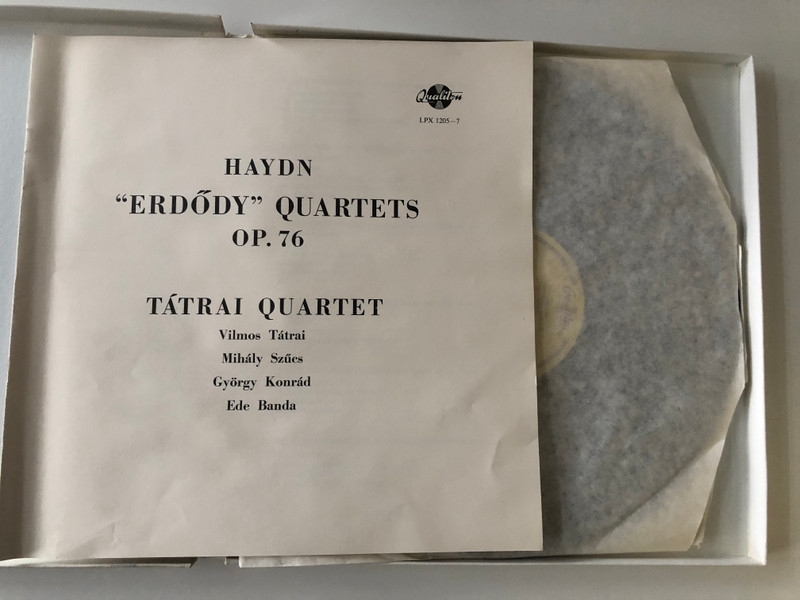 Qualiton
LPX 1205—7
HAYDN
“ERDŐDY” QUARTETS
OP. 76
TÁTRAI QUARTET
Vilmos Tátrai
Mihály Szűcs
György Konrád
Ede Banda